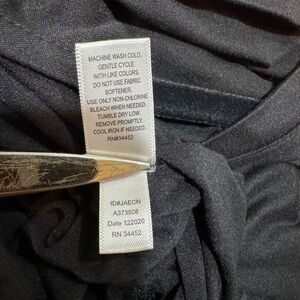 MACHINE WASH COLD,
GENTLE CYCLE
WITH LIKE COLORS.
DO NOT USE FABRIC
SOFTENER.
USE ONLY NON-CHLORINE
BLEACH WHEN NEEDED.
TUMBLE DRY LOW.
REMOVE PROMPTLY.
COOL IRON IF NEEDED.
RN#34452
ID#JAECN
A373508
Date 122020
RN 34452